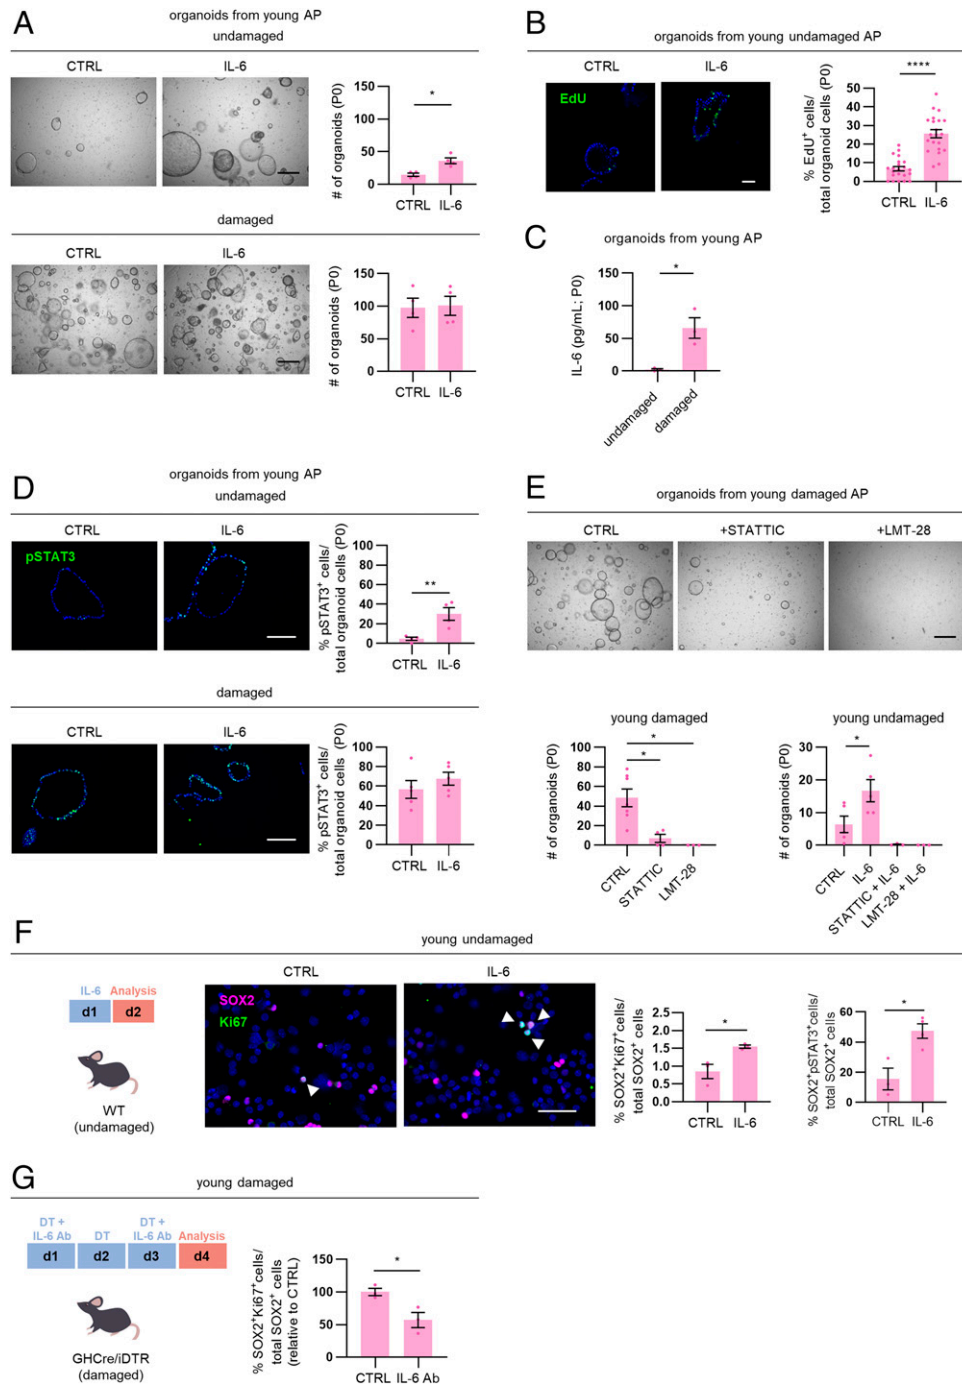 A
organoids from young AP
undamaged
CTRL
IL-6
# of organoids (P0)
150
100
50
0
*
CTRL
IL-6
damaged
CTRL
IL-6
# of organoids (P0)
150
100
50
0
CTRL
IL-6
B
organoids from young undamaged AP
CTRL
IL-6
EdU
% EdU⁺ cells/
total organoid cells (P0)
50
40
30
20
10
0
****
CTRL
IL-6
C
organoids from young AP
IL-6 (pg/mL; P0)
150
100
50
0
*
undamaged
damaged
D
organoids from young AP
undamaged
CTRL
IL-6
pSTAT3
% pSTAT3⁺ cells/
total organoid cells (P0)
100
80
60
40
20
0
**
CTRL
IL-6
damaged
CTRL
IL-6
% pSTAT3⁺ cells/
total organoid cells (P0)
100
80
60
40
20
0
CTRL
IL-6
E
organoids from young damaged AP
CTRL
+STATTIC
+LMT-28
young damaged
# of organoids (P0)
100
80
60
40
20
0
*
*
CTRL
STATTIC
LMT-28
young undamaged
# of organoids (P0)
30
20
10
0
*
CTRL
IL-6
STATTIC + IL-6
LMT-28 + IL-6
F
young undamaged
IL-6
Analysis
d1
d2
WT
(undamaged)
CTRL
IL-6
SOX2
Ki67
% SOX2⁺Ki67⁺cells/
total SOX2⁺ cells
2.5
2.0
1.5
1.0
0.5
0.0
*
CTRL
IL-6
% SOX2⁺pSTAT3⁺cells/
total SOX2⁺ cells
60
40
20
0
*
CTRL
IL-6
G
young damaged
DT +
IL-6 Ab
DT
DT +
IL-6 Ab
Analysis
d1
d2
d3
d4
GHCre/iDTR
(damaged)
% SOX2⁺Ki67⁺cells/
total SOX2⁺ cells
(relative to CTRL)
150
100
50
0
*
CTRL
IL-6 Ab